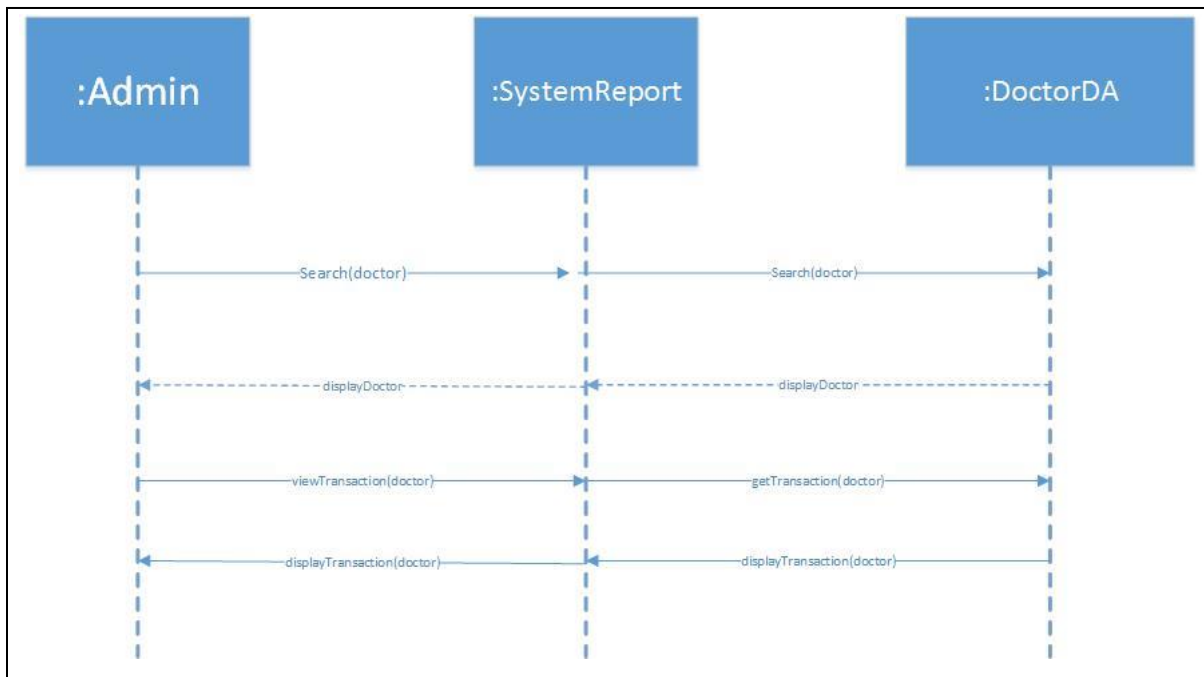 :Admin
:SystemReport
:DoctorDA
Search(doctor)
Search(doctor)
displayDoctor
displayDoctor
viewTransaction(doctor)
getTransaction(doctor)
displayTransaction(doctor)
displayTransaction(doctor)